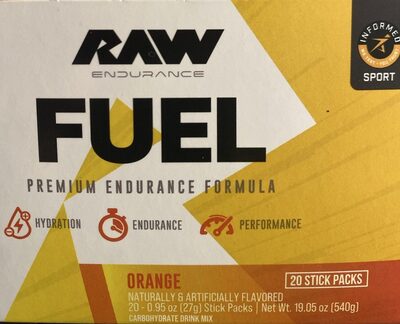 RAW
ENDURANCE
INFORMED
SPORT
FUEL
PREMIUM ENDURANCE FORMULA
HYDRATION
ENDURANCE
PERFORMANCE
ORANGE
20 STICK PACKS
NATURALLY & ARTIFICIALLY FLAVORED
20 - 0.95 oz (27g) Stick Packs | Net Wt. 19.05 oz (540g)
CARBOHYDRATE DRINK MIX